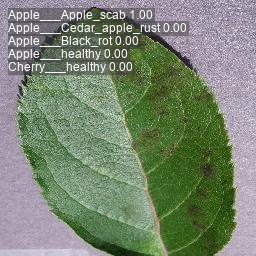 Apple___Apple_scab 1.00
Apple___Cedar_apple_rust 0.00
Apple___Black_rot 0.00
Apple___healthy 0.00
Cherry___healthy 0.00